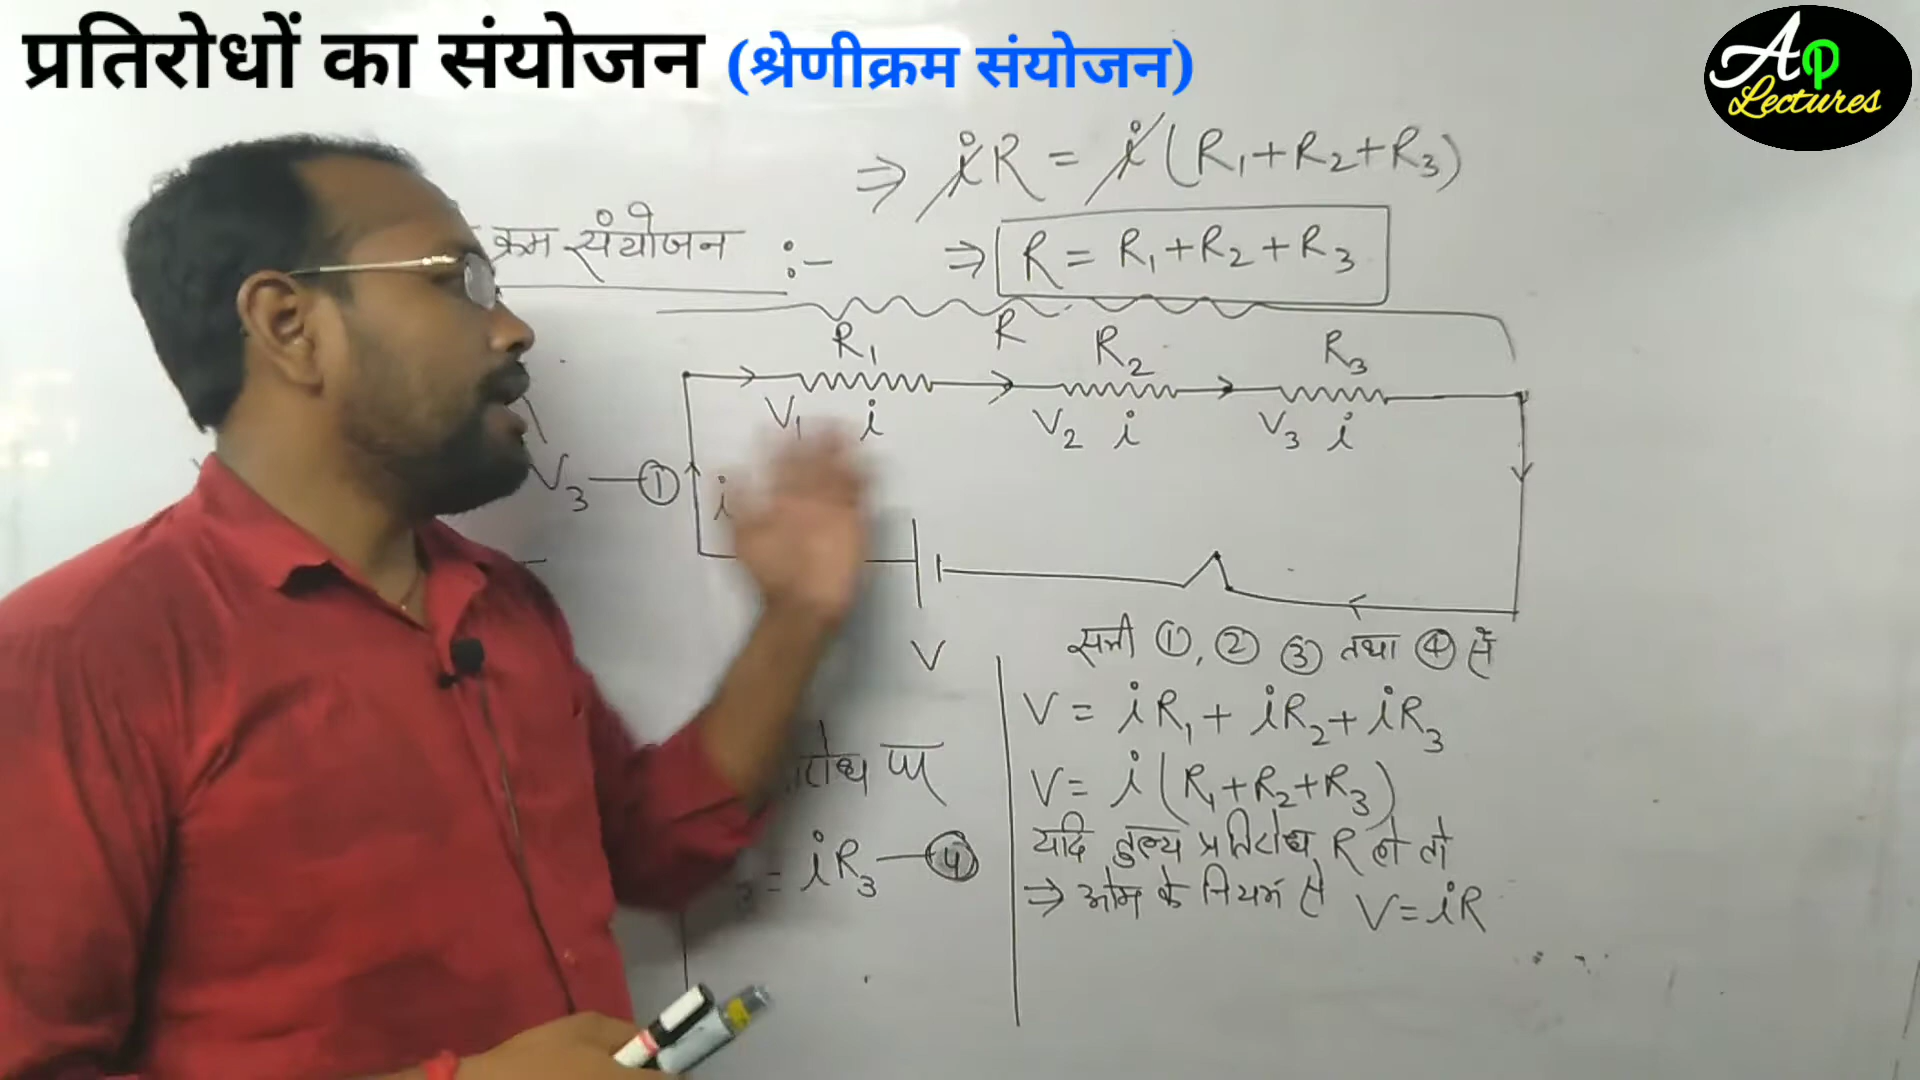 प्रतिरोधों का संयोजन (श्रेणीक्रम संयोजन)
Ap
Lectures
⇒ iR = i (R₁+R₂+R₃)
क्रम संयोजन :-
⇒ R = R₁+R₂+R₃
R₁ R R₂ R₃
V₁ i V₂ i V₃ i
V₃ — ①
i
V
समी ①, ② ③ तथा ④ से
V = iR₁ + iR₂ + iR₃
V = i (R₁+R₂+R₃)
यदि तुल्य प्रतिरोध R हो तो
⇒ ओम के नियम से V = iR
= iR₃ — ④